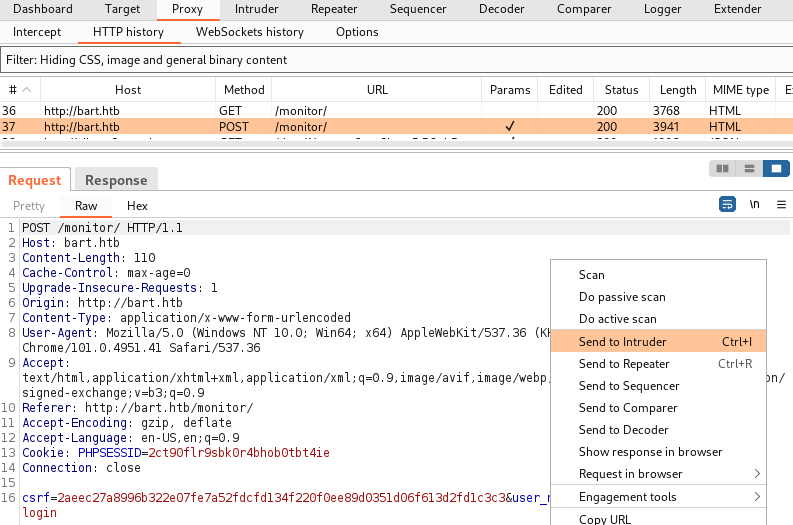 Dashboard Target Proxy Intruder Repeater Sequencer Decoder Comparer Logger Extender
Intercept HTTP history WebSockets history Options
Filter: Hiding CSS, image and general binary content
# Host Method URL Params Edited Status Length MIME type
36 http://bart.htb GET /monitor/ 200 3768 HTML
37 http://bart.htb POST /monitor/ ✓ 200 3941 HTML
Request Response
Pretty Raw Hex \n
1 POST /monitor/ HTTP/1.1
2 Host: bart.htb
3 Content-Length: 110
4 Cache-Control: max-age=0
5 Upgrade-Insecure-Requests: 1
6 Origin: http://bart.htb
7 Content-Type: application/x-www-form-urlencoded
8 User-Agent: Mozilla/5.0 (Windows NT 10.0; Win64; x64) AppleWebKit/537.36
Chrome/101.0.4951.41 Safari/537.36
9 Accept:
text/html,application/xhtml+xml,application/xml;q=0.9,image/avif,image/webp,
signed-exchange;v=b3;q=0.9
10 Referer: http://bart.htb/monitor/
11 Accept-Encoding: gzip, deflate
12 Accept-Language: en-US,en;q=0.9
13 Cookie: PHPSESSID=2ct90flr9sbk0r4bhob0tbt4ie
14 Connection: close
15
16 csrf=2aeec27a8996b322e07fe7a52fdcfd134f220f0ee89d0351d06f613d2fd1c3c3&user_
login
Scan
Do passive scan
Do active scan
Send to Intruder Ctrl+I
Send to Repeater Ctrl+R
Send to Sequencer
Send to Comparer
Send to Decoder
Show response in browser
Request in browser
Engagement tools
Copy URL